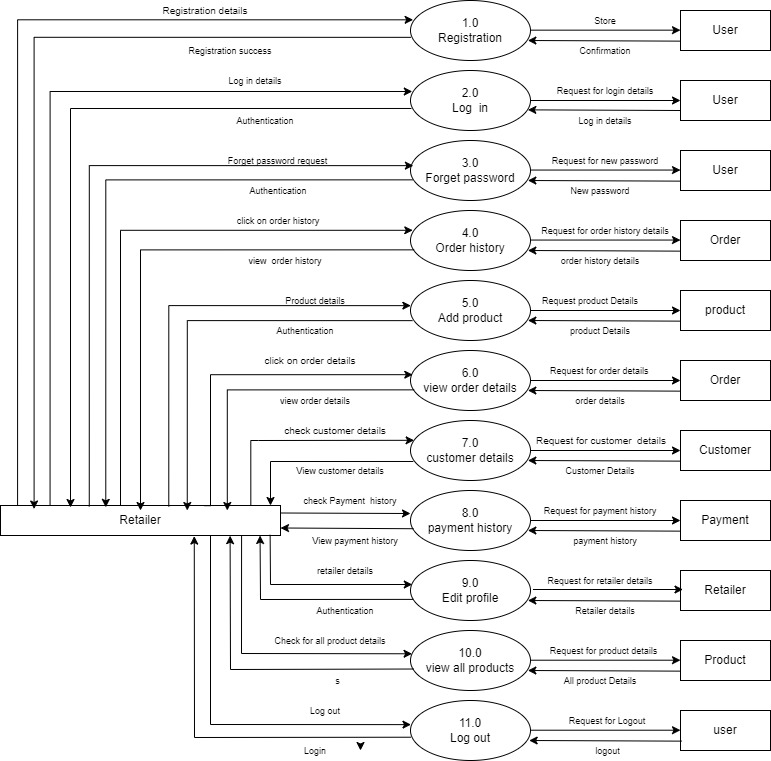 Registration details
1.0
Registration
Store
User
Registration success
Confirmation
Log in details
2.0
Log in
Request for login details
User
Authentication
Log in details
Forget password request
3.0
Forget password
Request for new password
User
Authentication
New password
click on order history
4.0
Order history
Request for order history details
Order
view order history
order history details
Product details
5.0
Add product
Request product Details
product
Authentication
product Details
click on order details
6.0
view order details
Request for order details
Order
view order details
order details
check customer details
7.0
customer details
Request for customer details
Customer
View customer details
Customer Details
check Payment history
8.0
payment history
Request for payment history
Payment
Retailer
View payment history
payment history
retailer details
9.0
Edit profile
Request for retailer details
Retailer
Authentication
Retailer details
Check for all product details
10.0
view all products
Request for product details
Product
s
All product Details
Log out
11.0
Log out
Request for Logout
user
Login
logout